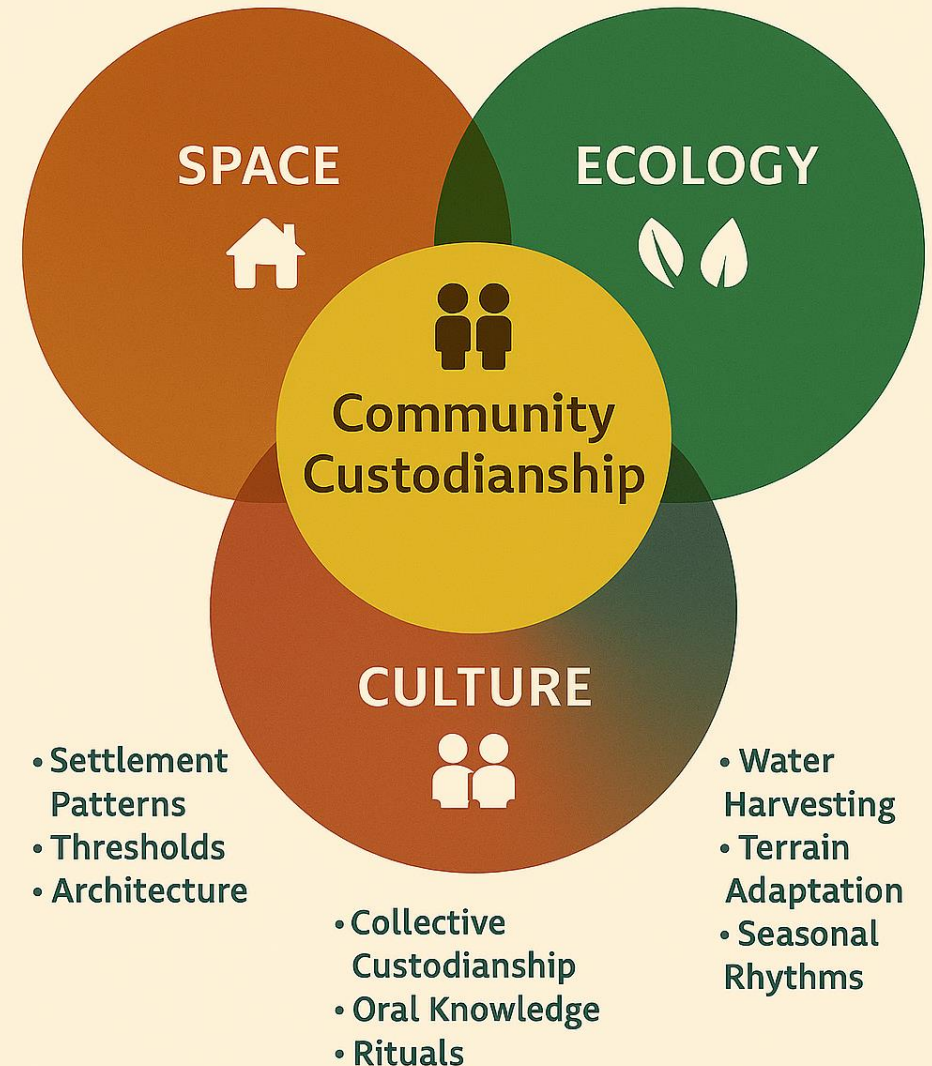 SPACE
ECOLOGY
Community
Custodianship
CULTURE
• Settlement
Patterns
• Thresholds
• Architecture
• Collective
Custodianship
• Oral Knowledge
• Rituals
• Water
Harvesting
• Terrain
Adaptation
• Seasonal
Rhythms